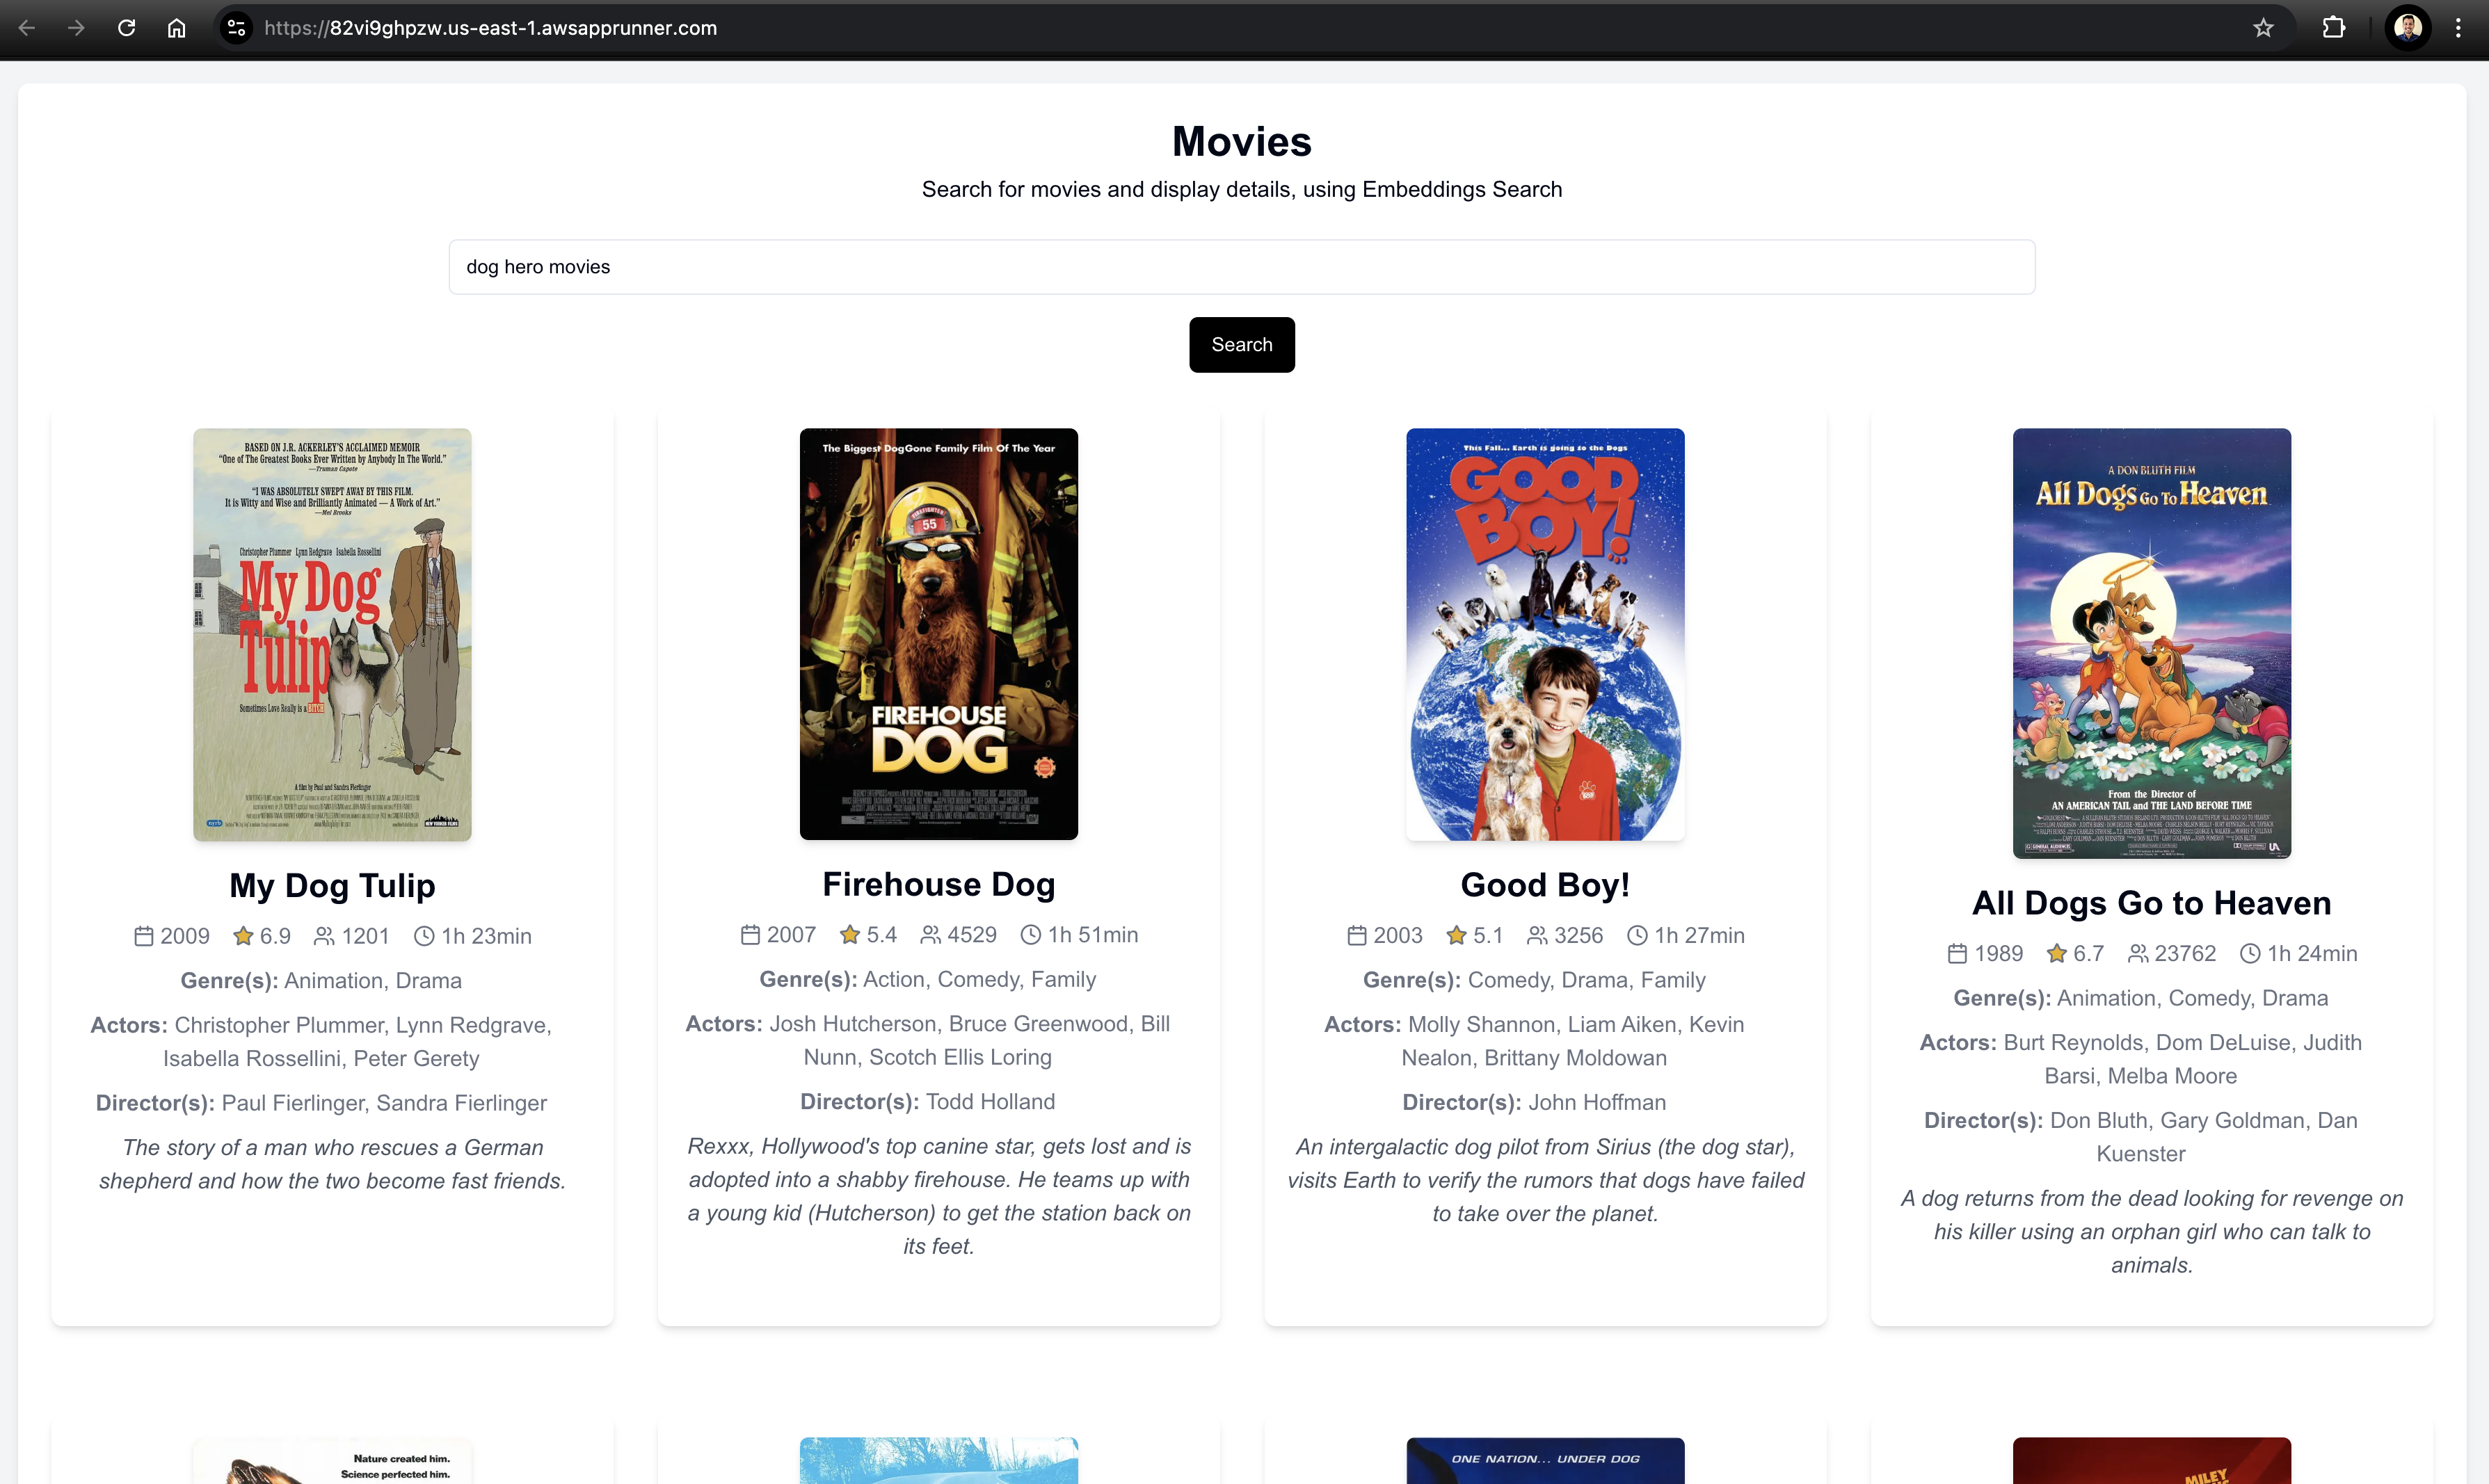 https://82vi9ghpzw.us-east-1.awsapprunner.com
Movies
Search for movies and display details, using Embeddings Search
dog hero movies
Search
BASED ON J.R. ACKERLEY'S ACCLAIMED MEMOIR
“One of The Greatest Books Ever Written by Anybody In The World.”
—Truman Capote
“I WAS ABSOLUTELY SWEPT AWAY BY THIS FILM.
It is Witty and Wise and Brilliantly Animated — A Work of Art.”
—Mel Brooks
Christopher Plummer Lynn Redgrave Isabella Rossellini
My Dog
Tulip
Sometimes Love Really is a BITCH
A film by Paul and Sandra Fierlinger
My Dog Tulip
2009 6.9 1201 1h 23min
Genre(s): Animation, Drama
Actors: Christopher Plummer, Lynn Redgrave,
Isabella Rossellini, Peter Gerety
Director(s): Paul Fierlinger, Sandra Fierlinger
The story of a man who rescues a German
shepherd and how the two become fast friends.
The Biggest DogGone Family Film Of The Year
FIREFIGHTER
55
FIREHOUSE
DOG
Firehouse Dog
2007 5.4 4529 1h 51min
Genre(s): Action, Comedy, Family
Actors: Josh Hutcherson, Bruce Greenwood, Bill
Nunn, Scotch Ellis Loring
Director(s): Todd Holland
Rexxx, Hollywood's top canine star, gets lost and is
adopted into a shabby firehouse. He teams up with
a young kid (Hutcherson) to get the station back on
its feet.
This Fall... Earth is going to the Dogs
GOOD
BOY!
Good Boy!
2003 5.1 3256 1h 27min
Genre(s): Comedy, Drama, Family
Actors: Molly Shannon, Liam Aiken, Kevin
Nealon, Brittany Moldowan
Director(s): John Hoffman
An intergalactic dog pilot from Sirius (the dog star),
visits Earth to verify the rumors that dogs have failed
to take over the planet.
A DON BLUTH FILM
All Dogs Go To Heaven
From the Director of
AN AMERICAN TAIL and THE LAND BEFORE TIME
All Dogs Go to Heaven
1989 6.7 23762 1h 24min
Genre(s): Animation, Comedy, Drama
Actors: Burt Reynolds, Dom DeLuise, Judith
Barsi, Melba Moore
Director(s): Don Bluth, Gary Goldman, Dan
Kuenster
A dog returns from the dead looking for revenge on
his killer using an orphan girl who can talk to
animals.
Nature created him.
Science perfected him.
ONE NATION... UNDER DOG
MILEY